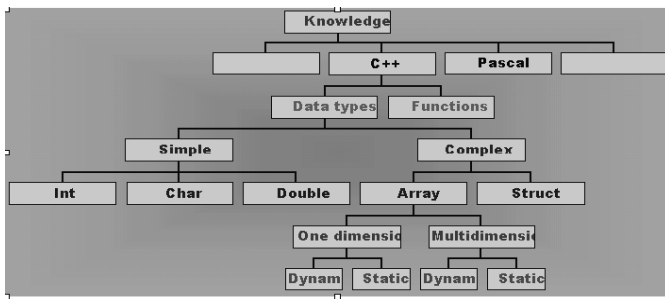 Knowledge
C++ Pascal
Data types Functions
Simple Complex
Int Char Double Array Struct
One dimensio Multidimensio
Dynam Static Dynam Static